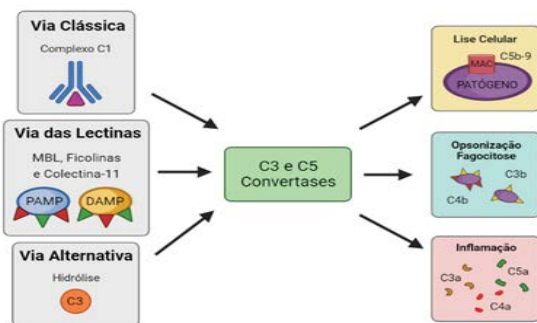 Via Clássica
Complexo C1
Via das Lectinas
MBL, Ficolinas
e Colectina-11
PAMP
DAMP
Via Alternativa
Hidrólise
C3
C3 e C5
Convertases
Lise Celular
MAC
C5b-9
PATÓGENO
Opsonização
Fagocitose
C3b
C4b
Inflamação
C3a
C5a
C4a